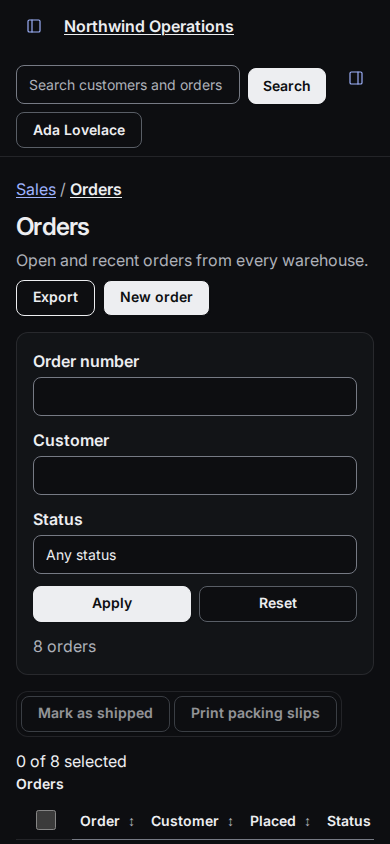 Northwind Operations
Search customers and orders Search
Ada Lovelace
Sales / Orders
Orders
Open and recent orders from every warehouse.
Export New order
Order number
Customer
Status
Any status
Apply Reset
8 orders
Mark as shipped Print packing slips
0 of 8 selected
Orders
Order ↕ Customer ↕ Placed ↕ Status